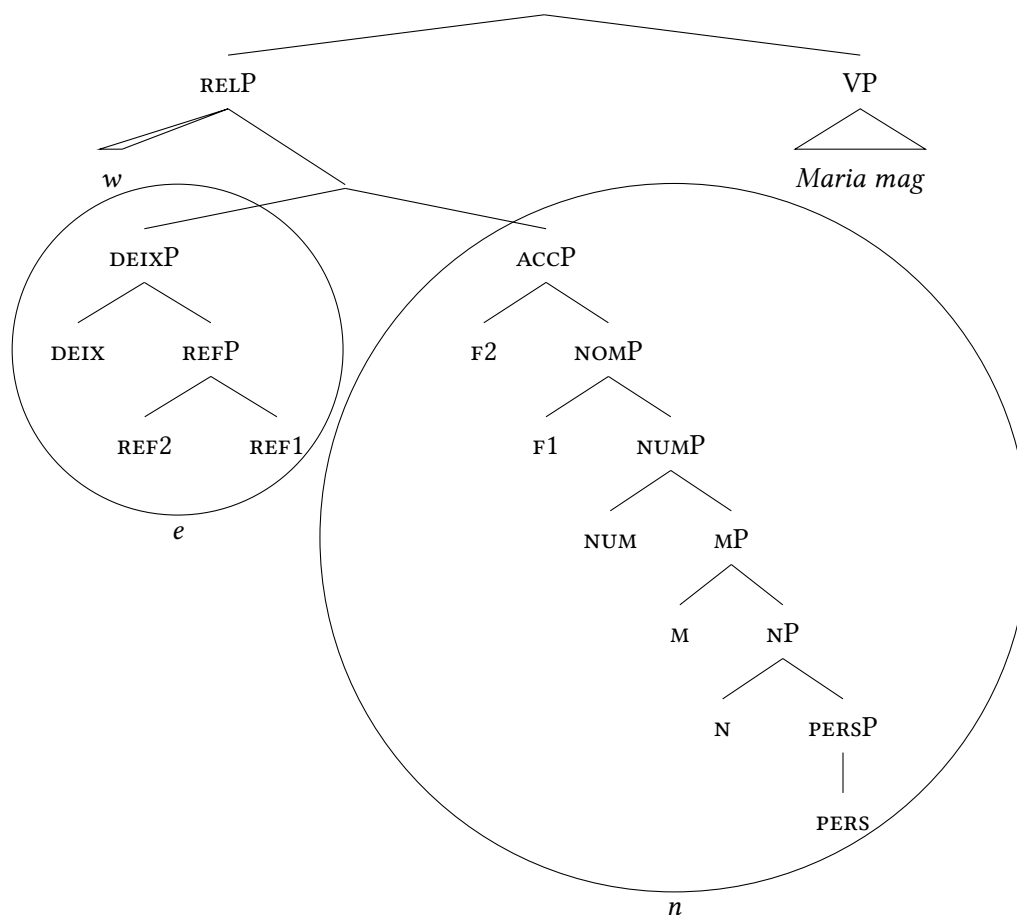 RELP VP
w Maria mag
DEIXP ACCP
DEIX REFP F2 NOMP
REF2 REF1 F1 NUMP
e NUM MP
M NP
N PERSP
PERS
n